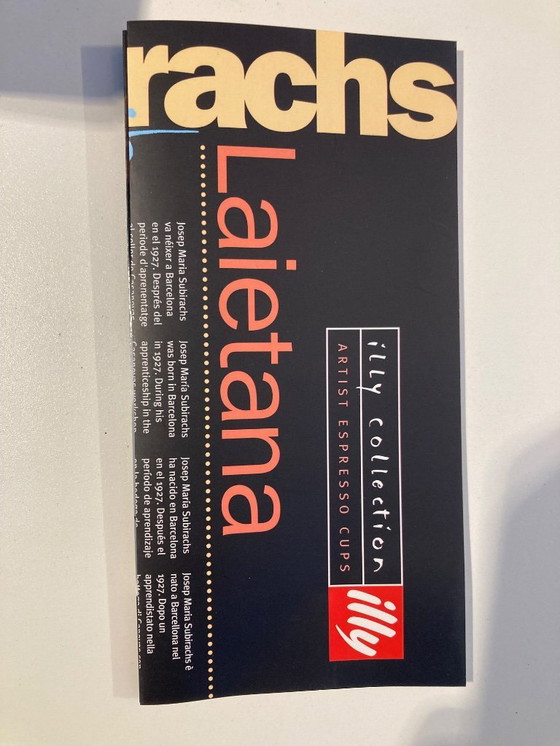 rachs
illy collection
ARTIST ESPRESSO CUPS
illy
Laietana
Josep Maria Subirachs
va néixer a Barcelona
en el 1927. Després del
període d'aprenentatge
Josep Maria Subirachs
was born in Barcelona
in 1927. During his
apprenticeship in the
Josep Maria Subirachs
ha nacido en Barcelona
en el 1927. Después el
período de aprendizaje
Josep Maria Subirachs è
nato a Barcellona nel
1927. Dopo un
apprendistato nella